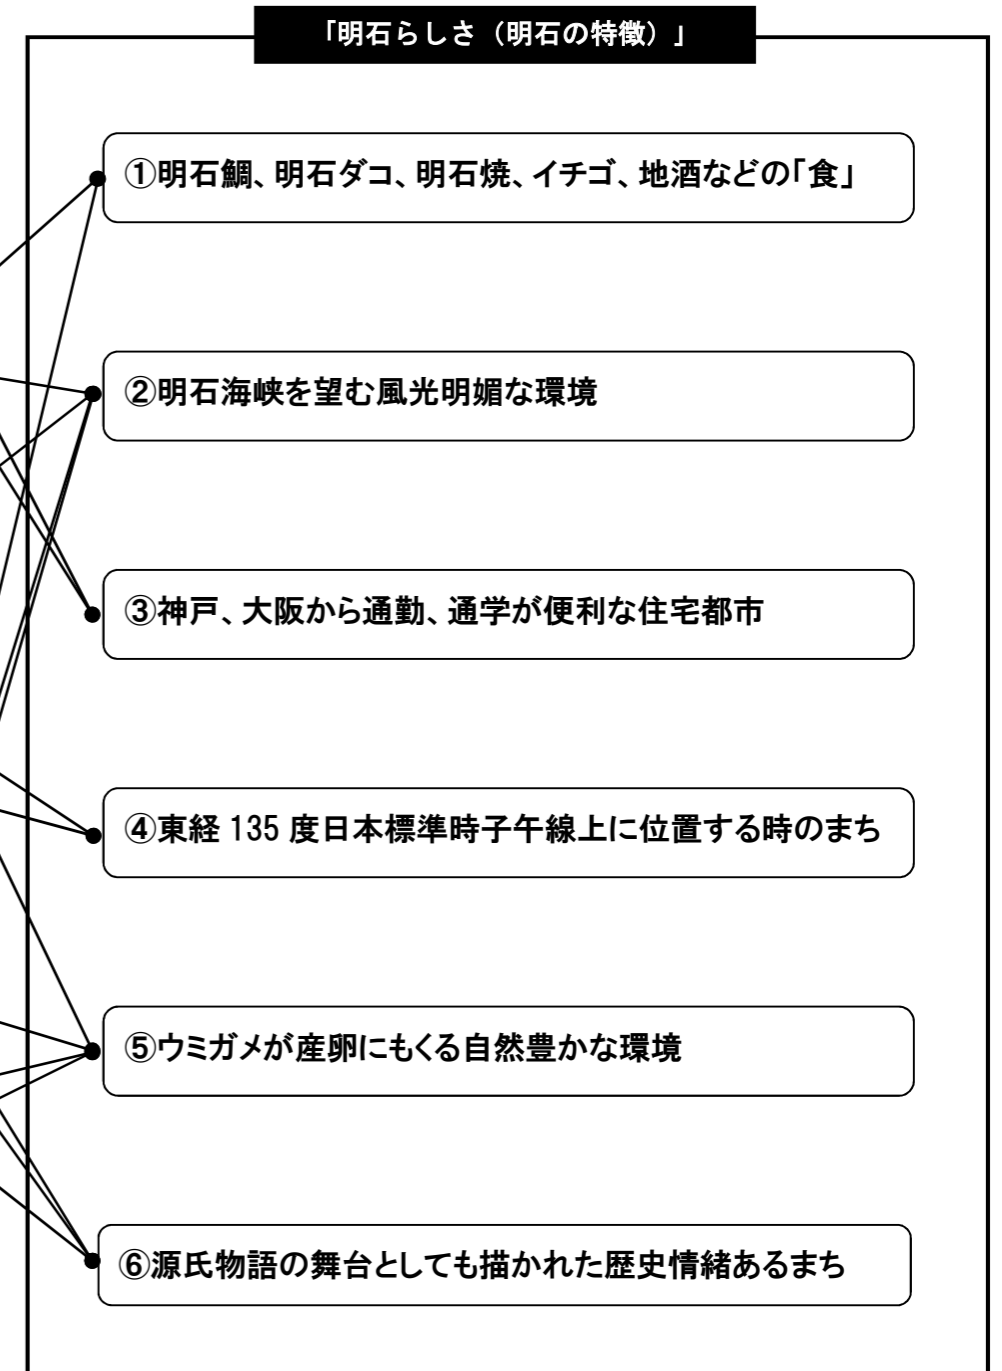 「明石らしさ（明石の特徴）」
①明石鯛、明石ダコ、明石焼、イチゴ、地酒などの「食」
②明石海峡を望む風光明媚な環境
③神戸、大阪から通勤、通学が便利な住宅都市
④東経 135 度日本標準時子午線上に位置する時のまち
⑤ウミガメが産卵にもくる自然豊かな環境
⑥源氏物語の舞台としても描かれた歴史情緒あるまち